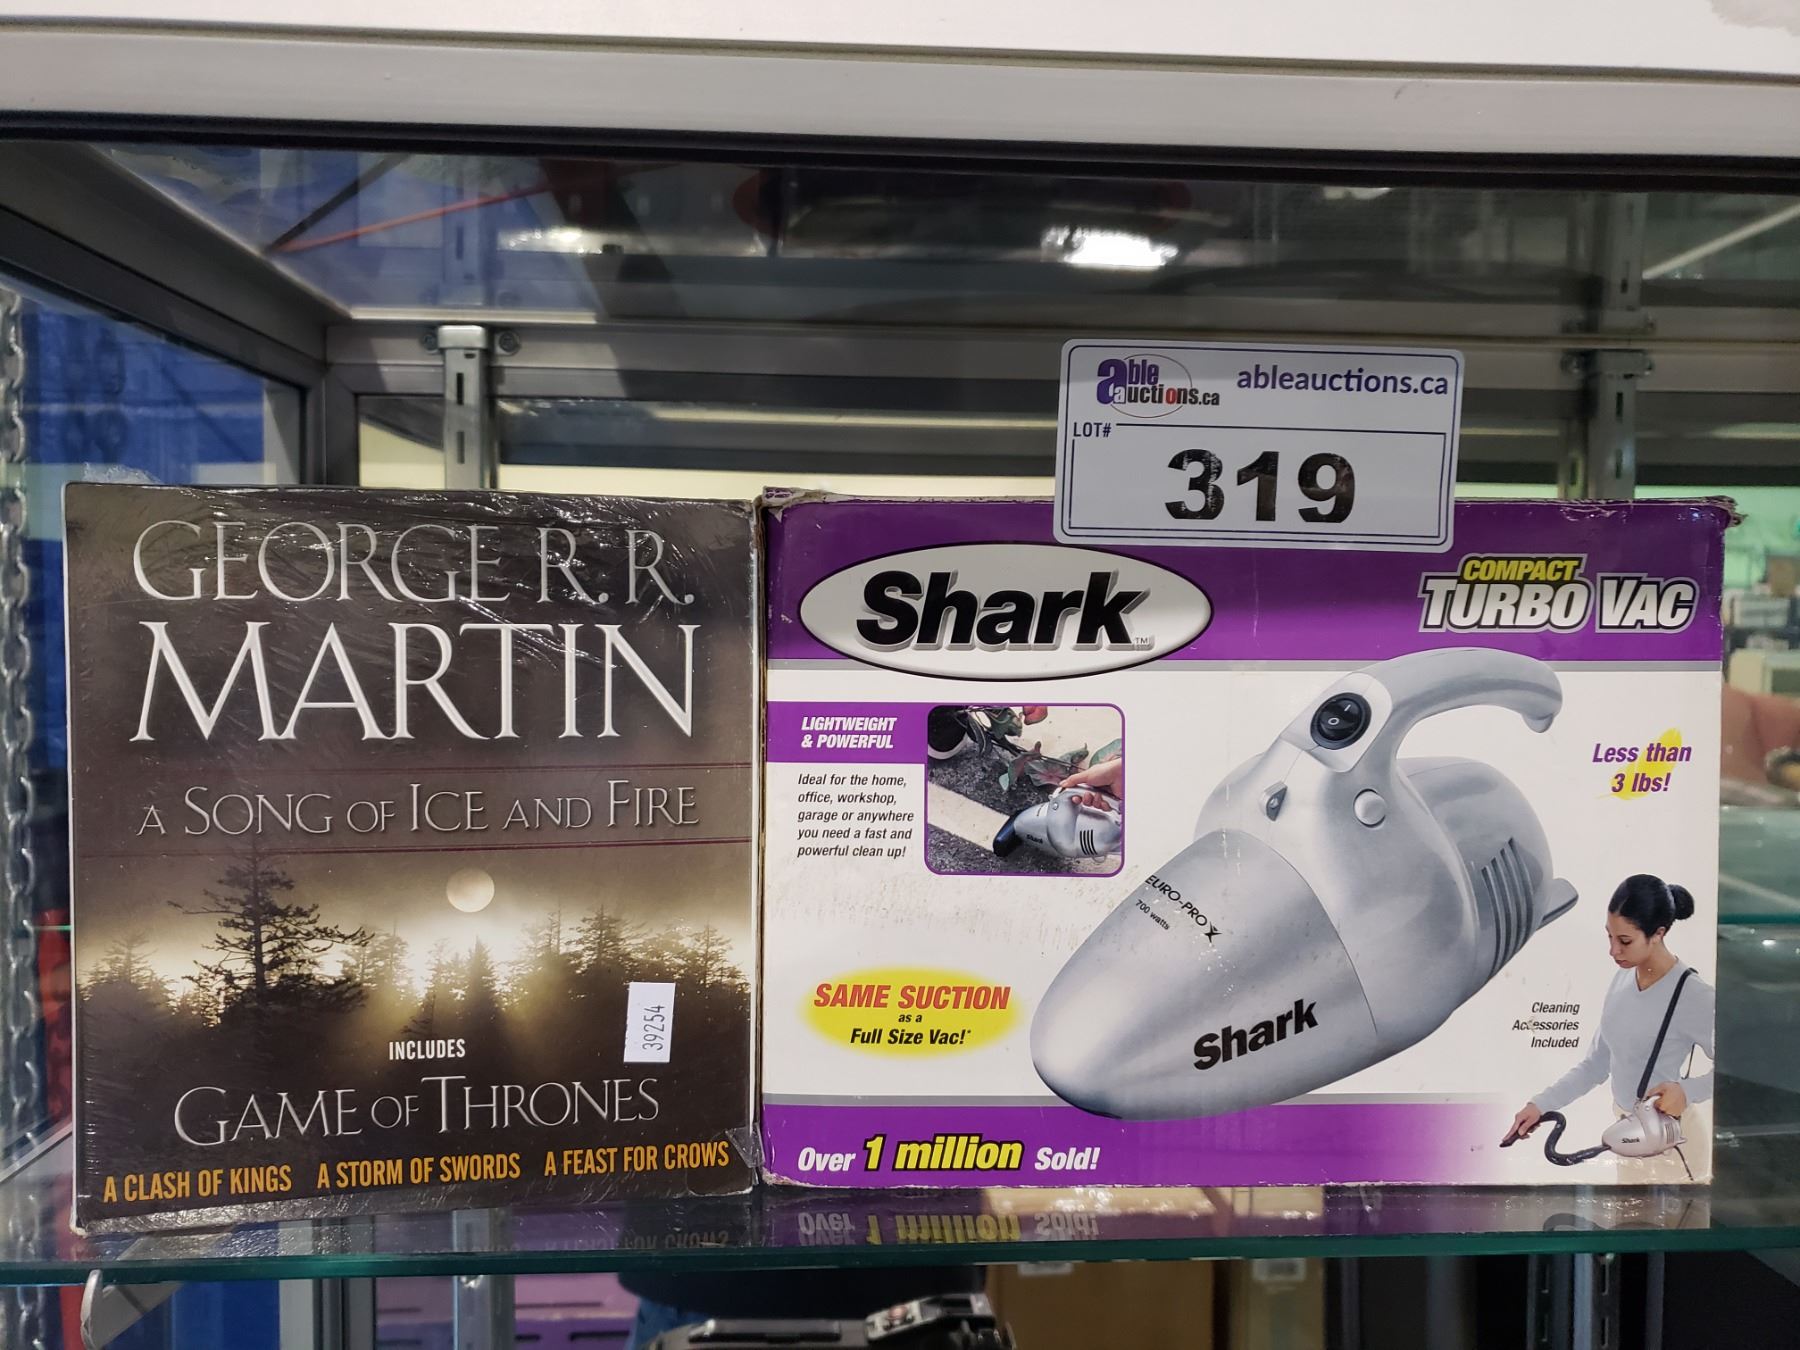 able auctions.ca
ableauctions.ca
LOT#
319
GEORGE R. R.
MARTIN
A SONG OF ICE AND FIRE
39254
INCLUDES
GAME OF THRONES
A CLASH OF KINGS A STORM OF SWORDS A FEAST FOR CROWS
Shark™
COMPACT
TURBO VAC
LIGHTWEIGHT
& POWERFUL
Ideal for the home,
office, workshop,
garage or anywhere
you need a fast and
powerful clean up!
Shark
Less than
3 lbs!
EURO-PRO X
700 watts
Shark
SAME SUCTION
as a
Full Size Vac!*
Cleaning
Accessories
Included
Shark
Over 1 million Sold!